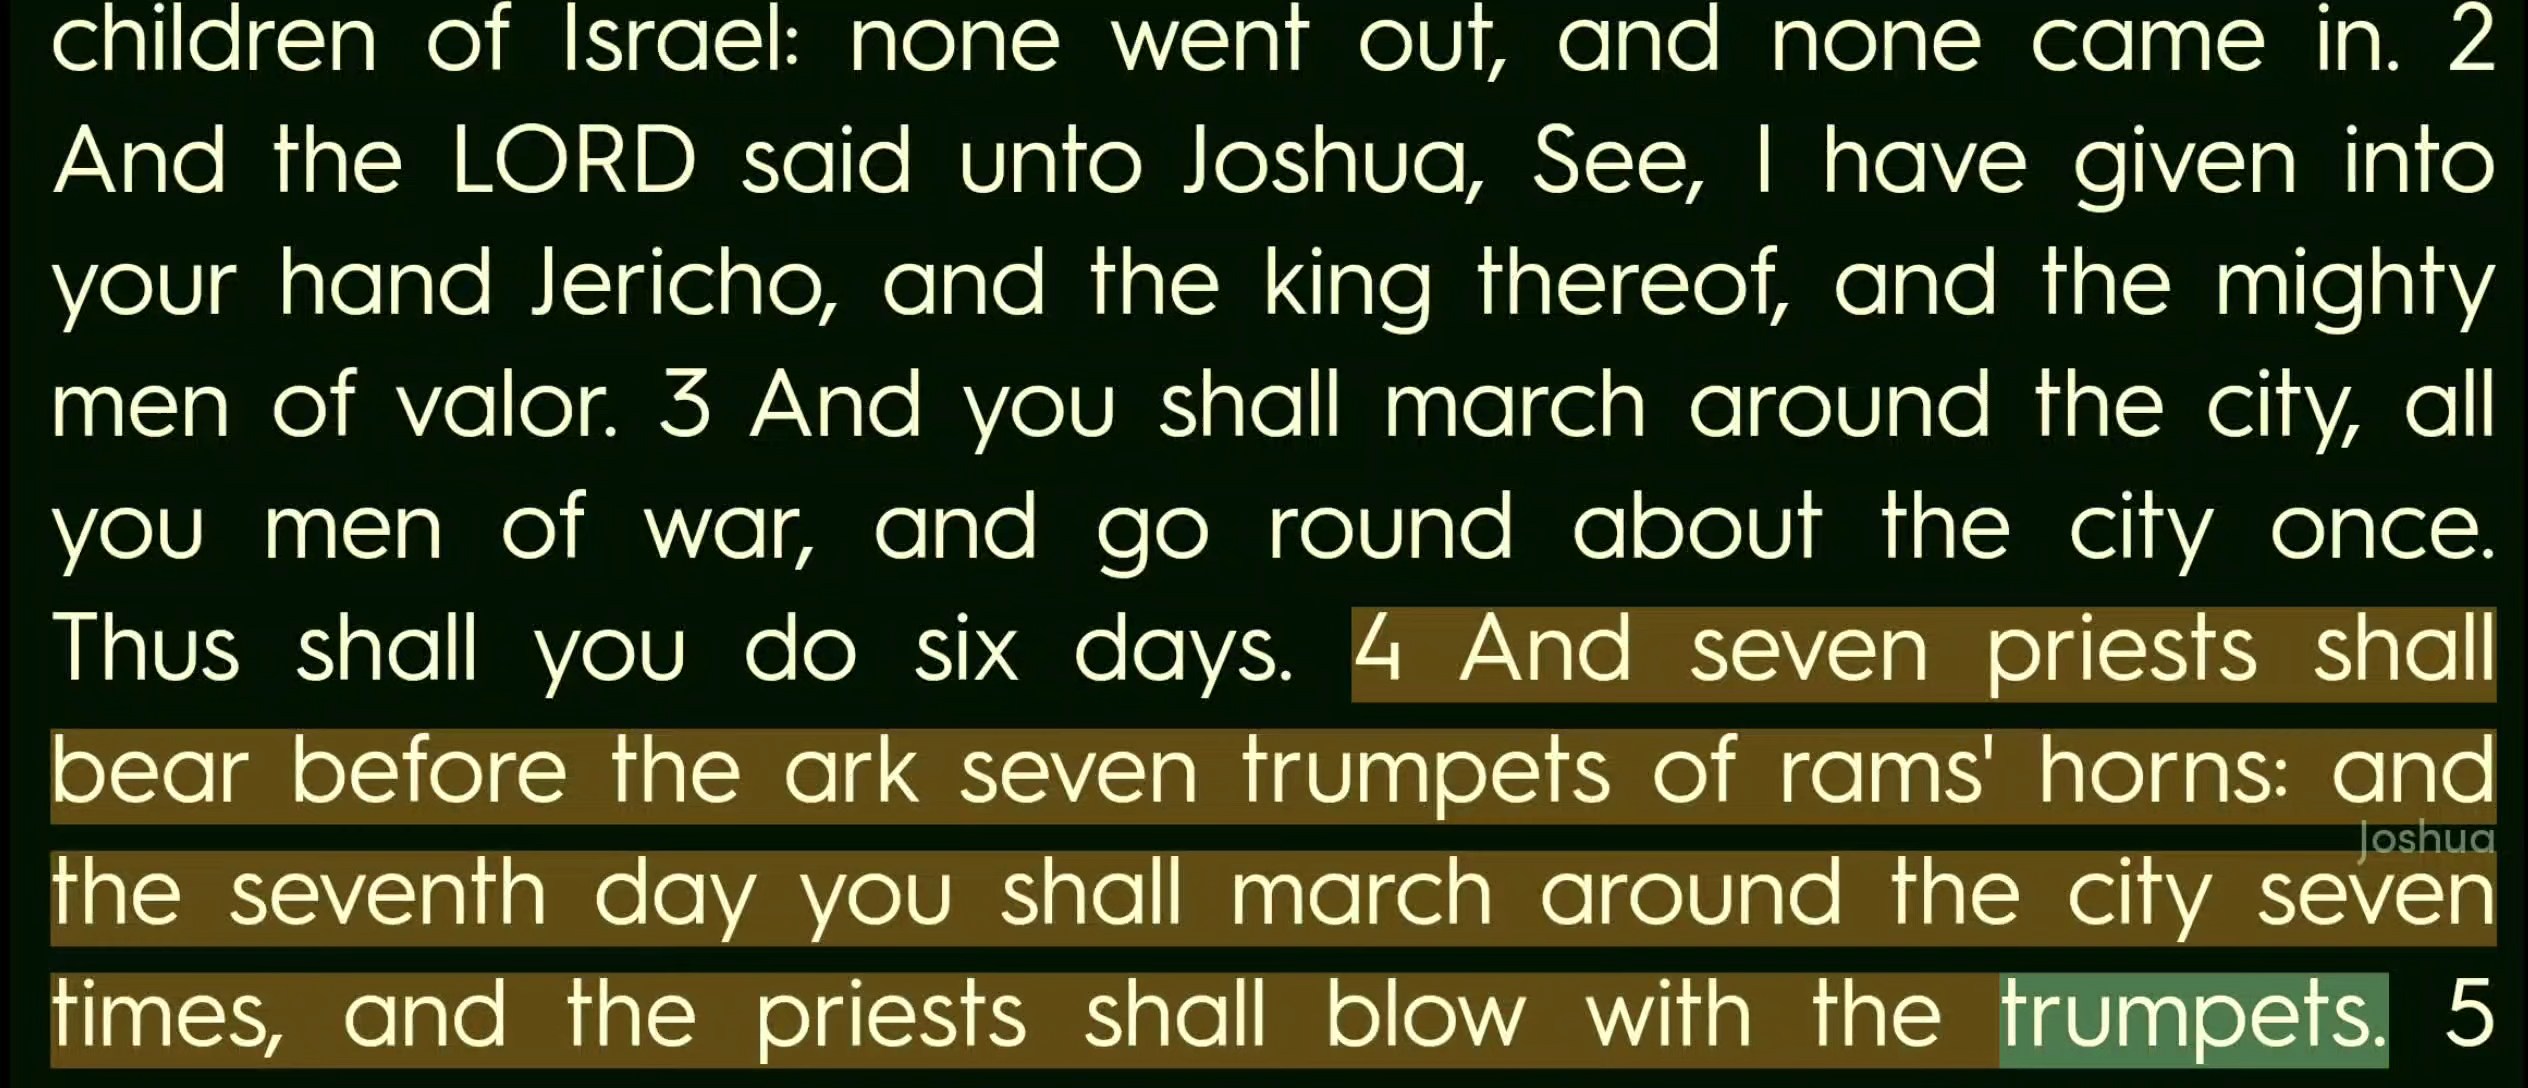 children of Israel: none went out, and none came in. 2
And the LORD said unto Joshua, See, I have given into
your hand Jericho, and the king thereof, and the mighty
men of valor. 3 And you shall march around the city, all
you men of war, and go round about the city once.
Thus shall you do six days. 4 And seven priests shall
bear before the ark seven trumpets of rams' horns: and
Joshua
the seventh day you shall march around the city seven
times, and the priests shall blow with the trumpets. 5